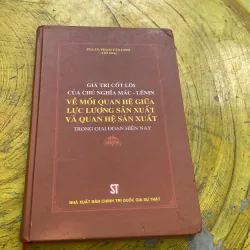 (Chủ biên)
GIÁ TRỊ CỐT LÕI
CỦA CHỦ NGHĨA MÁC - LÊNIN
VỀ MỐI QUAN HỆ GIỮA
LỰC LƯỢNG SẢN XUẤT
VÀ QUAN HỆ SẢN XUẤT
TRONG GIAI ĐOẠN HIỆN NAY
ST
NHÀ XUẤT BẢN CHÍNH TRỊ QUỐC GIA SỰ THẬT